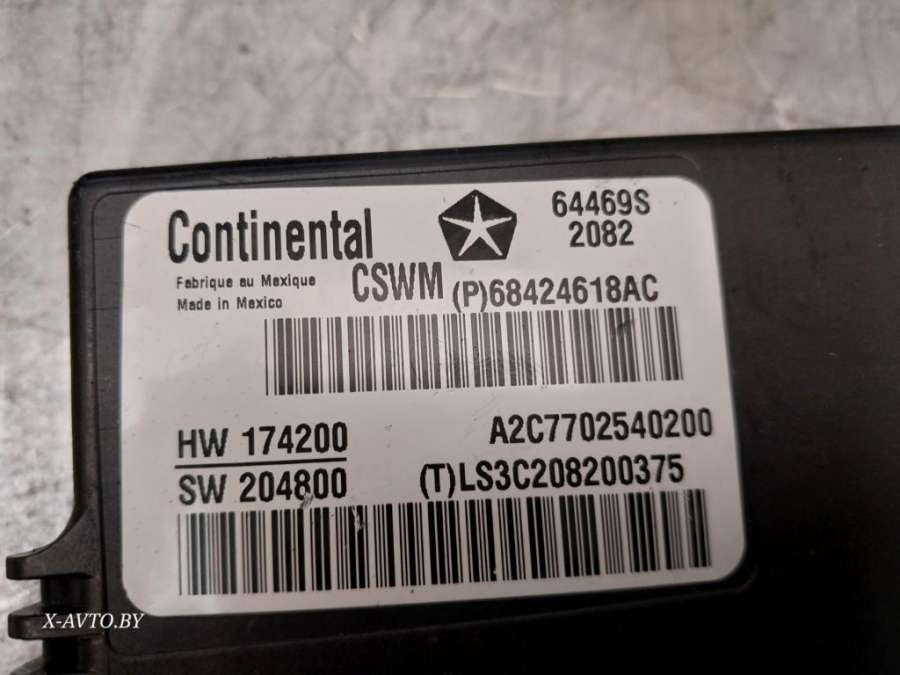 Continental
64469S
2082
Fabrique au Mexique
Made in Mexico
CSWM (P)68424618AC
HW 174200
A2C7702540200
SW 204800
(T)LS3C208200375
X-AVTO.BY